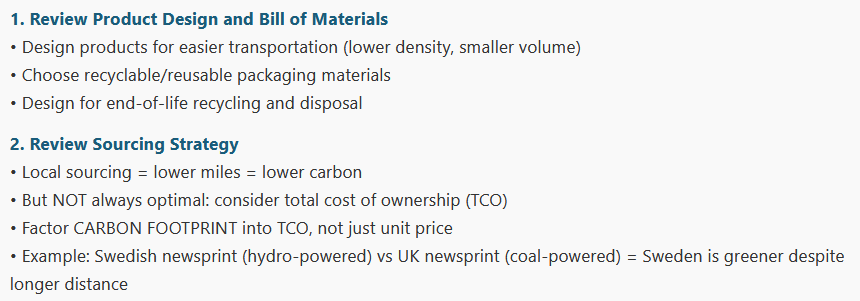 1. Review Product Design and Bill of Materials
• Design products for easier transportation (lower density, smaller volume)
• Choose recyclable/reusable packaging materials
• Design for end-of-life recycling and disposal
2. Review Sourcing Strategy
• Local sourcing = lower miles = lower carbon
• But NOT always optimal: consider total cost of ownership (TCO)
• Factor CARBON FOOTPRINT into TCO, not just unit price
• Example: Swedish newsprint (hydro-powered) vs UK newsprint (coal-powered) = Sweden is greener despite
longer distance